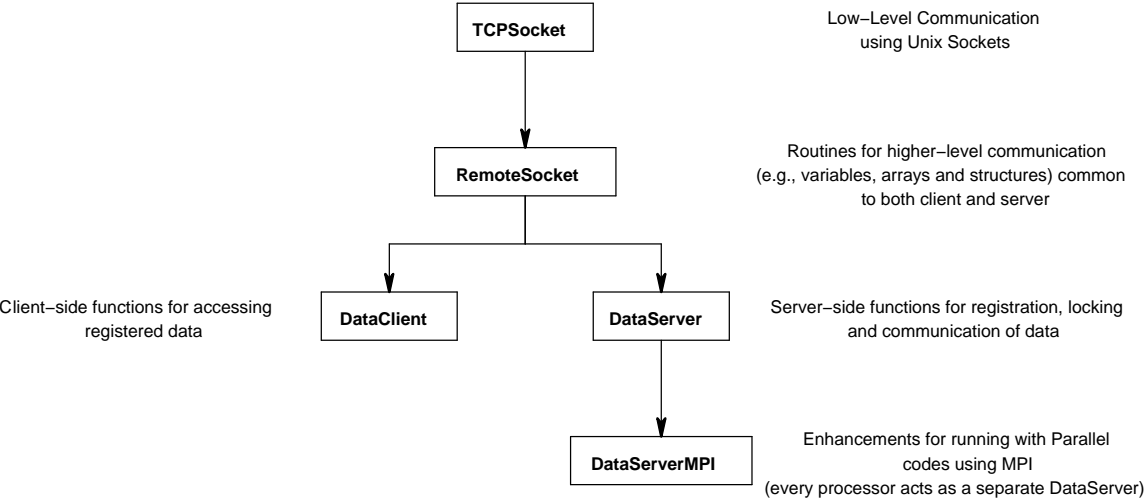 TCPSocket
Low−Level Communication
using Unix Sockets
RemoteSocket
Routines for higher−level communication
(e.g., variables, arrays and structures) common
to both client and server
Client−side functions for accessing
registered data
DataClient
DataServer
Server−side functions for registration, locking
and communication of data
DataServerMPI
Enhancements for running with Parallel
codes using MPI
(every processor acts as a separate DataServer)